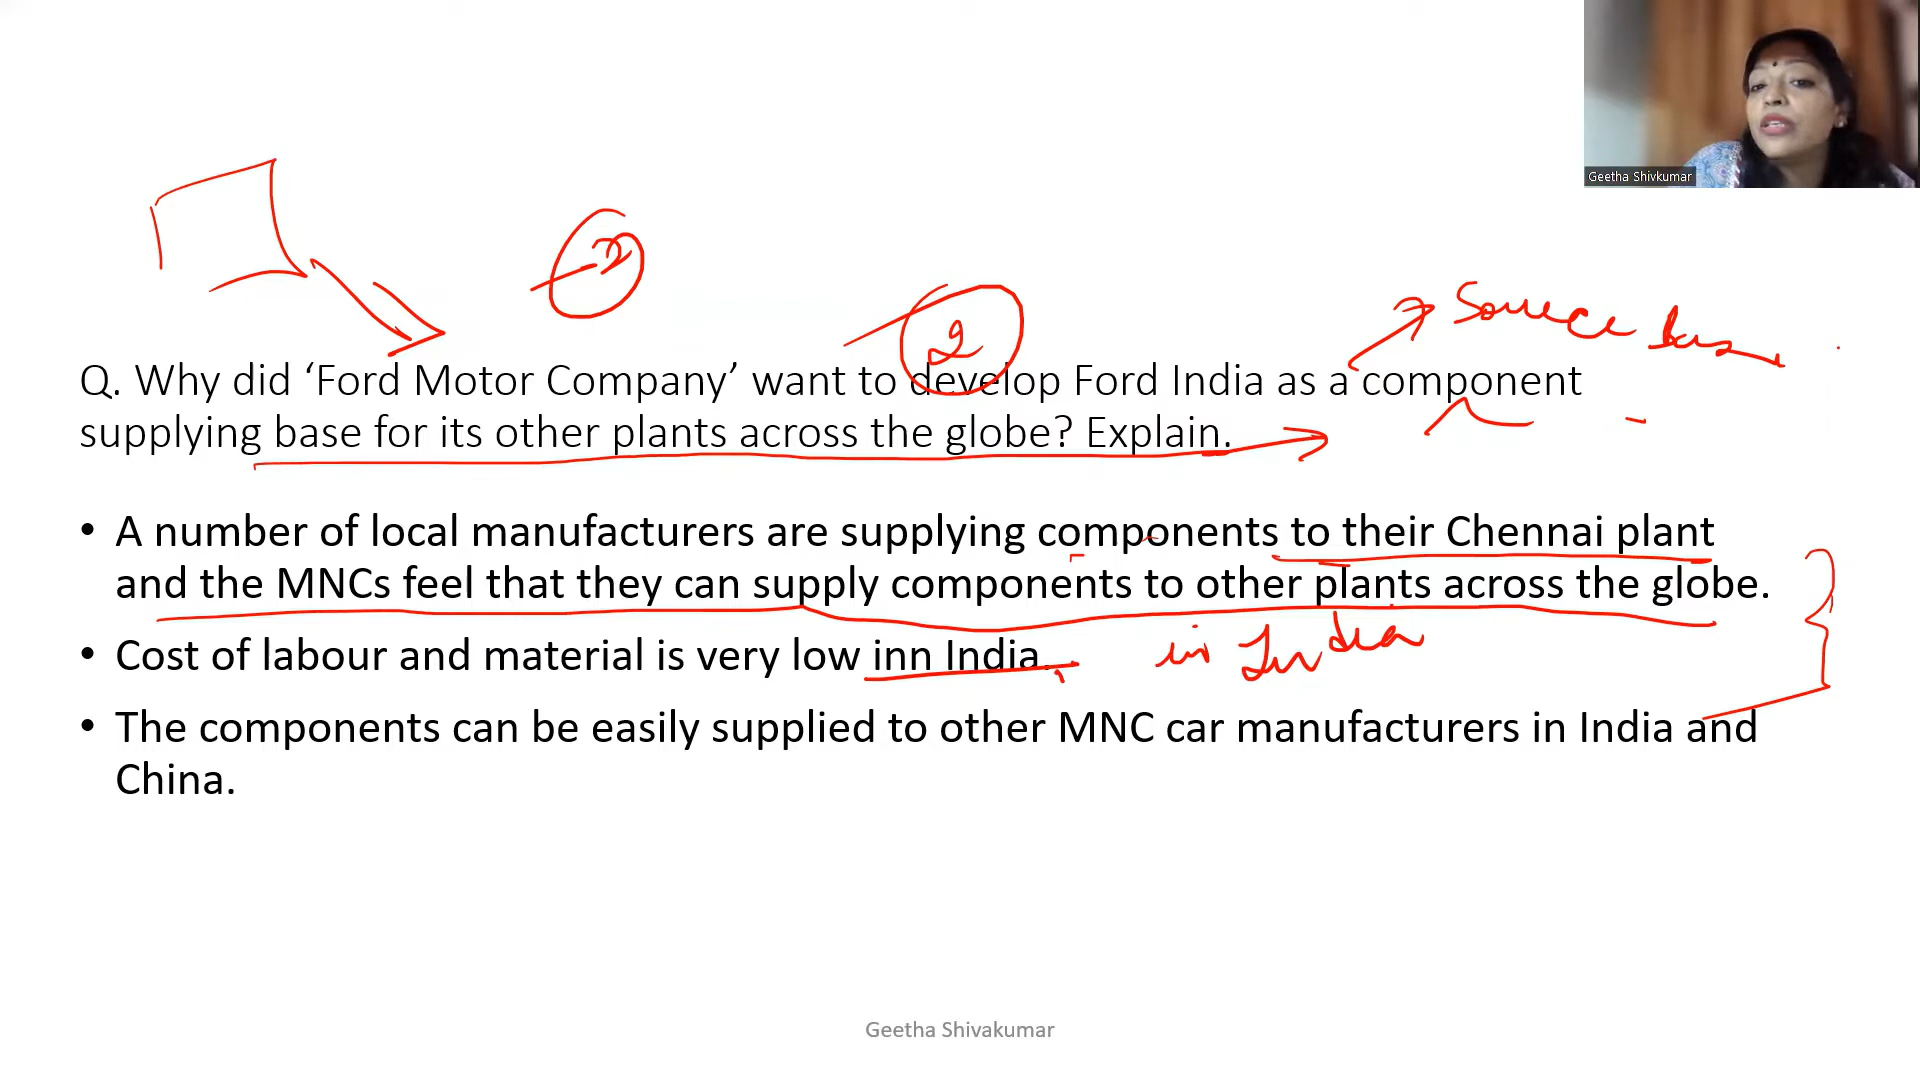 Geetha Shivkumar
Source base
2
Q. Why did ‘Ford Motor Company’ want to develop Ford India as a component
supplying base for its other plants across the globe? Explain.
• A number of local manufacturers are supplying components to their Chennai plant
and the MNCs feel that they can supply components to other plants across the globe.
• Cost of labour and material is very low inn India.
in India
• The components can be easily supplied to other MNC car manufacturers in India and
China.
Geetha Shivakumar